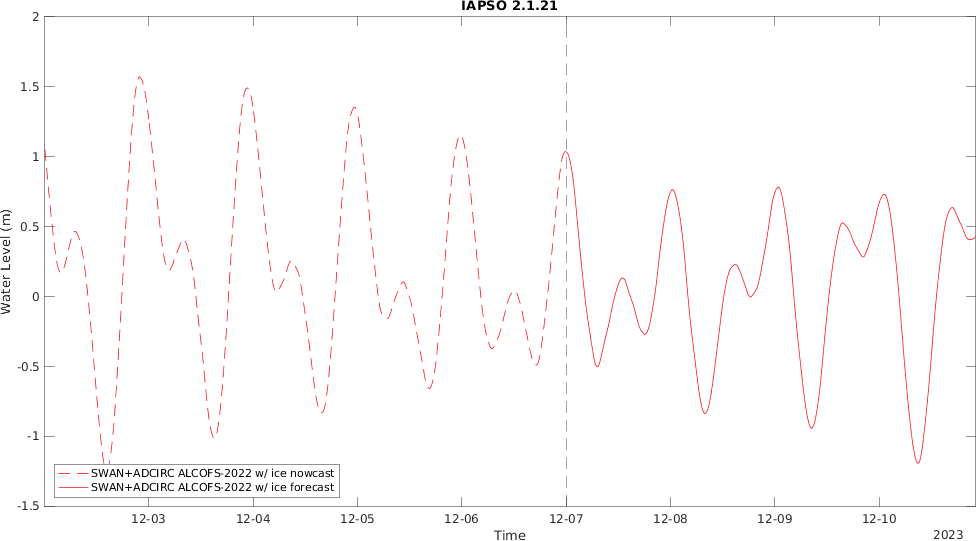 IAPSO 2.1.21
2
1.5
1
0.5
0
-0.5
-1
-1.5
Water Level (m)
SWAN+ADCIRC ALCOFS-2022 w/ ice nowcast
SWAN+ADCIRC ALCOFS-2022 w/ ice forecast
12-03 12-04 12-05 12-06 12-07 12-08 12-09 12-10
Time
2023